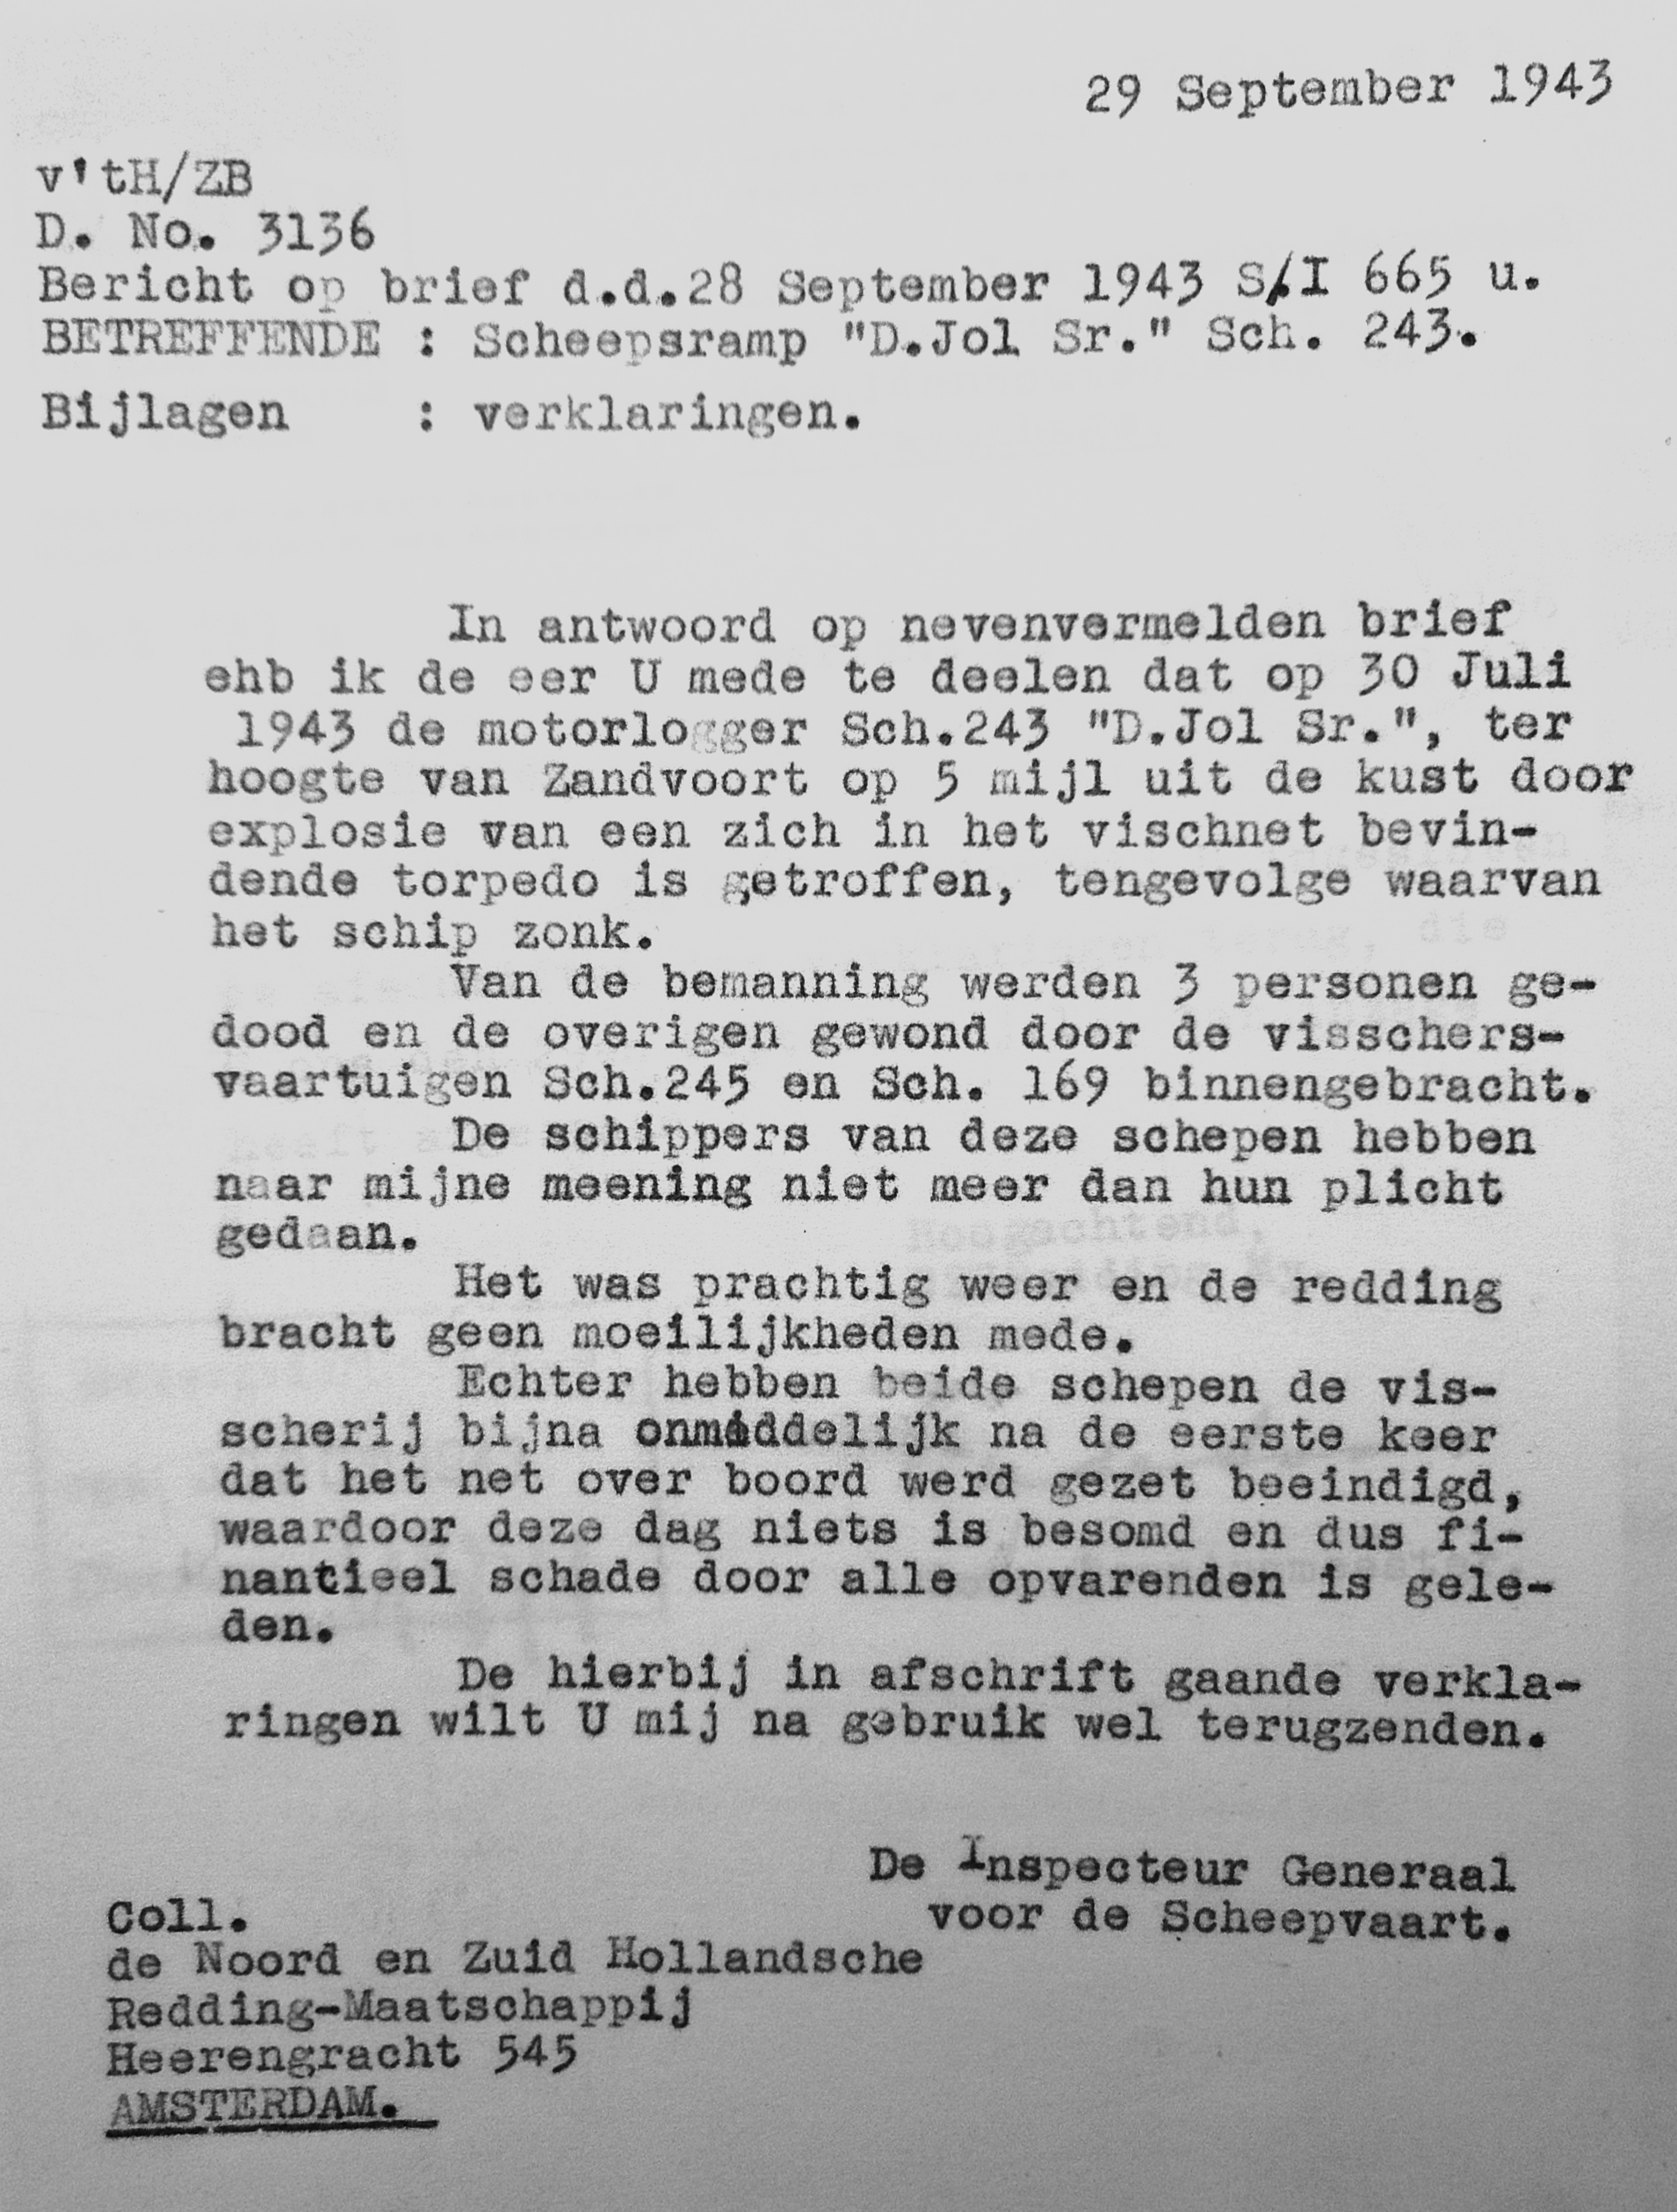 29 September 1943
v'tH/ZB
D. No. 3136
Bericht op brief d.d.28 September 1943 S/I 665 u.
BETREFFENDE : Scheepsramp "D.Jol Sr." Sch. 243.
Bijlagen : verklaringen.
In antwoord op nevenvermelden brief
ehb ik de eer U mede te deelen dat op 30 Juli
1943 de motorlogger Sch.243 "D.Jol Sr.", ter
hoogte van Zandvoort op 5 mijl uit de kust door
explosie van een zich in het vischnet bevin-
dende torpedo is getroffen, tengevolge waarvan
het schip zonk.
Van de bemanning werden 3 personen ge-
dood en de overigen gewond door de visschers-
vaartuigen Sch.245 en Sch. 169 binnengebracht.
De schippers van deze schepen hebben
naar mijne meening niet meer dan hun plicht
gedaan.
Het was prachtig weer en de redding
bracht geen moeilijkheden mede.
Echter hebben beide schepen de vis-
scherij bijna onmiddelijk na de eerste keer
dat het net over boord werd gezet beeindigd,
waardoor deze dag niets is besomd en dus fi-
nantieel schade door alle opvarenden is gele-
den.
De hierbij in afschrift gaande verkla-
ringen wilt U mij na gebruik wel terugzenden.
De Inspecteur Generaal
voor de Scheepvaart.
Coll.
de Noord en Zuid Hollandsche
Redding-Maatschappij
Heerengracht 545
AMSTERDAM.